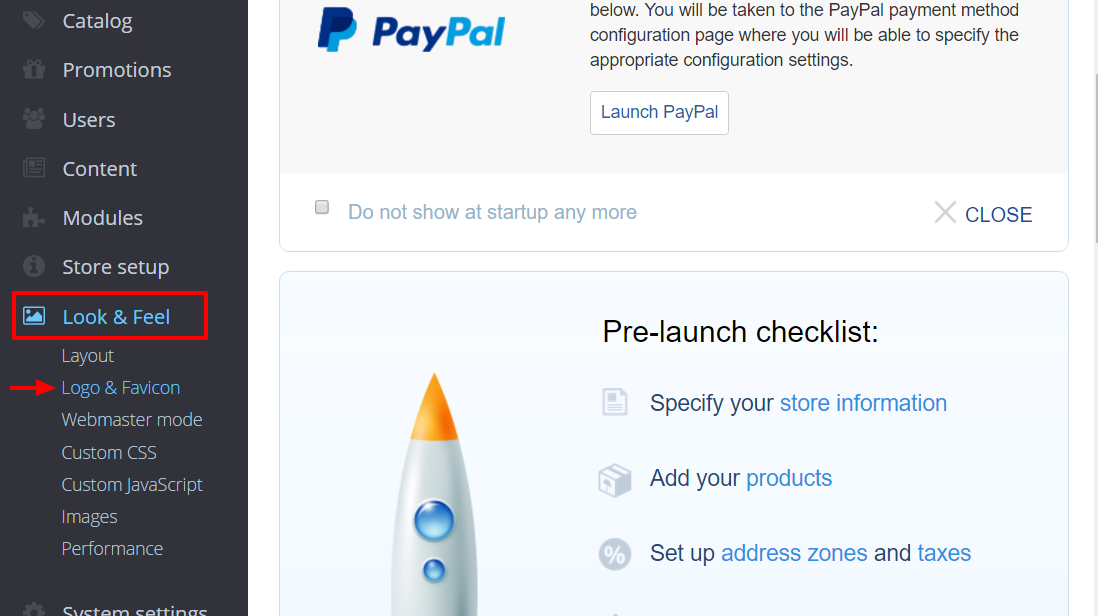 Catalog
Promotions
Users
Content
Modules
Store setup
Look & Feel
Layout
Logo & Favicon
Webmaster mode
Custom CSS
Custom JavaScript
Images
Performance
System settings
PayPal
below. You will be taken to the PayPal payment method
configuration page where you will be able to specify the
appropriate configuration settings.
Launch PayPal
Do not show at startup any more
CLOSE
Pre-launch checklist:
Specify your store information
Add your products
% Set up address zones and taxes